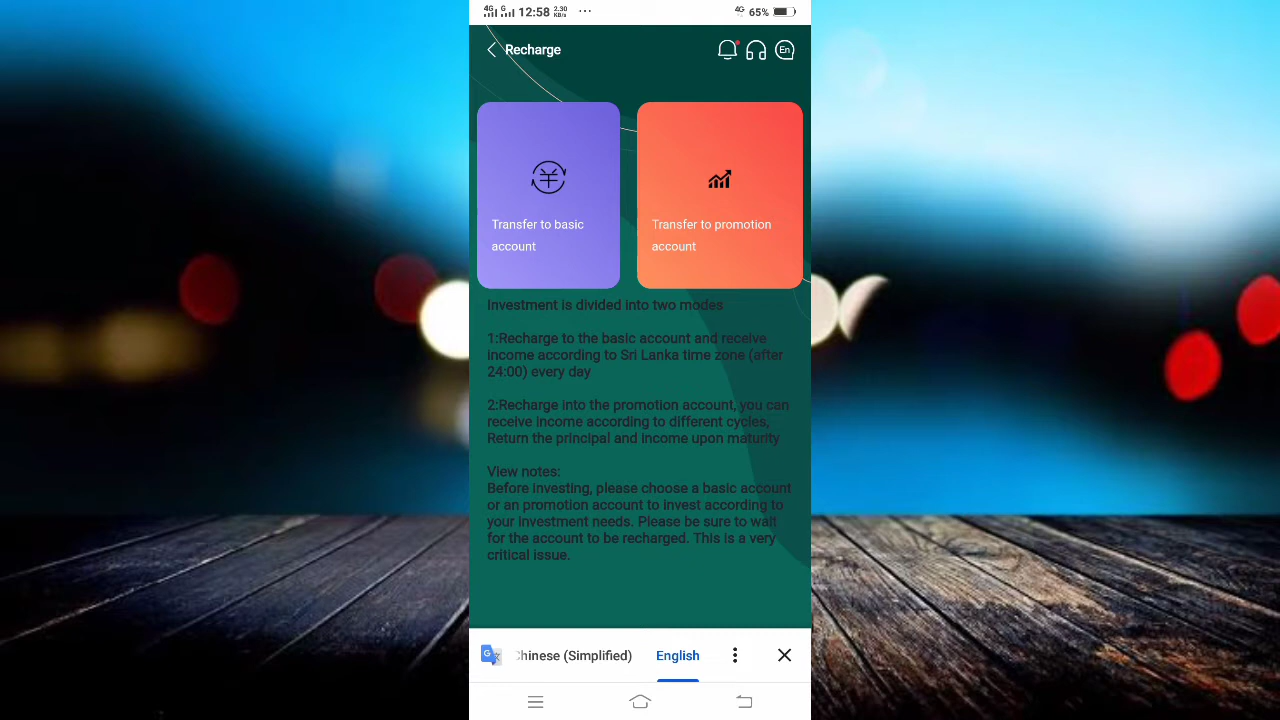 4G G 12:58 2.30 KB/s ... 4G 65%
Recharge
En
Transfer to basic
account
Transfer to promotion
account
Investment is divided into two modes
1:Recharge to the basic account and receive
income according to Sri Lanka time zone (after
24:00) every day
2:Recharge into the promotion account, you can
receive income according to different cycles,
Return the principal and income upon maturity
View notes:
Before investing, please choose a basic account
or an promotion account to invest according to
your investment needs. Please be sure to wait
for the account to be recharged. This is a very
critical issue.
hinese (Simplified) English